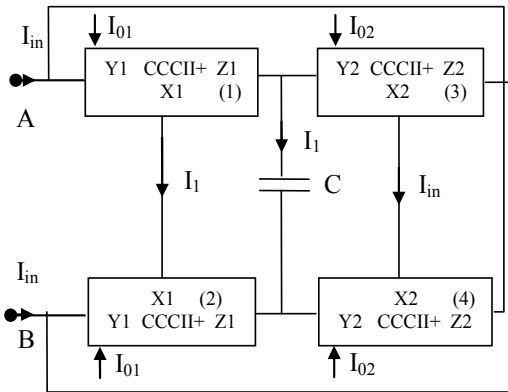 I01 I02
Iin
Y1 CCCII+ Z1 Y2 CCCII+ Z2
X1 (1) X2 (3)
A
I1
I1 C Iin
Iin
X1 (2) X2 (4)
Y1 CCCII+ Z1 Y2 CCCII+ Z2
B
I01 I02